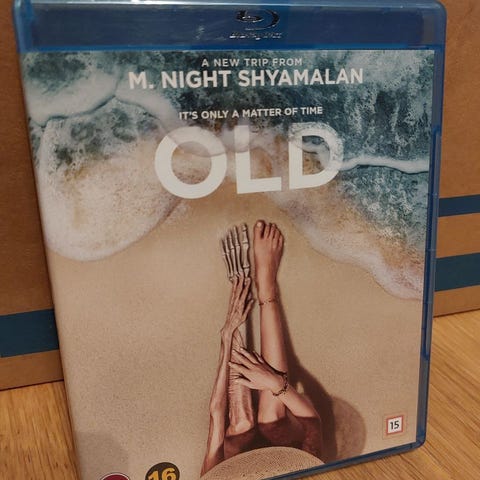 A NEW TRIP FROM
M. NIGHT SHYAMALAN
IT'S ONLY A MATTER OF TIME
OLD
15
16